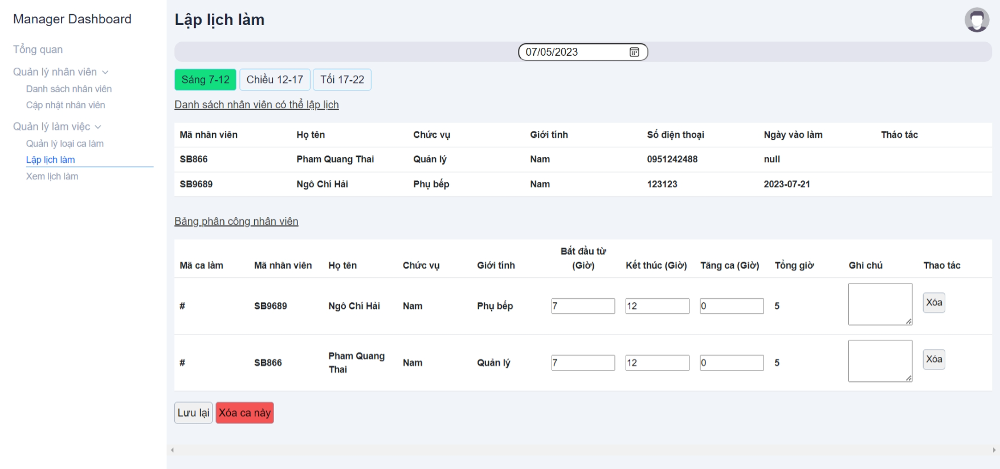 Manager Dashboard
Tổng quan
Quản lý nhân viên
Danh sách nhân viên
Cập nhật nhân viên
Quản lý làm việc
Quản lý loại ca làm
Lập lịch làm
Xem lịch làm
Lập lịch làm
07/05/2023
Sáng 7-12 Chiều 12-17 Tối 17-22
Danh sách nhân viên có thể lập lịch
Mã nhân viên Họ tên Chức vụ Giới tính Số điện thoại Ngày vào làm Tháo tác
SB866 Pham Quang Thai Quản lý Nam 0951242488 null
SB9689 Ngô Chí Hải Phụ bếp Nam 123123 2023-07-21
Bảng phân công nhân viên
Mã ca làm Mã nhân viên Họ tên Chức vụ Giới tính Bắt đầu từ (Giờ) Kết thúc (Giờ) Tăng ca (Giờ) Tổng giờ Ghi chú Thao tác
# SB9689 Ngô Chí Hải Nam Phụ bếp 7 12 0 5 Xóa
# SB866 Pham Quang Thai Nam Quản lý 7 12 0 5 Xóa
Lưu lại Xóa ca này